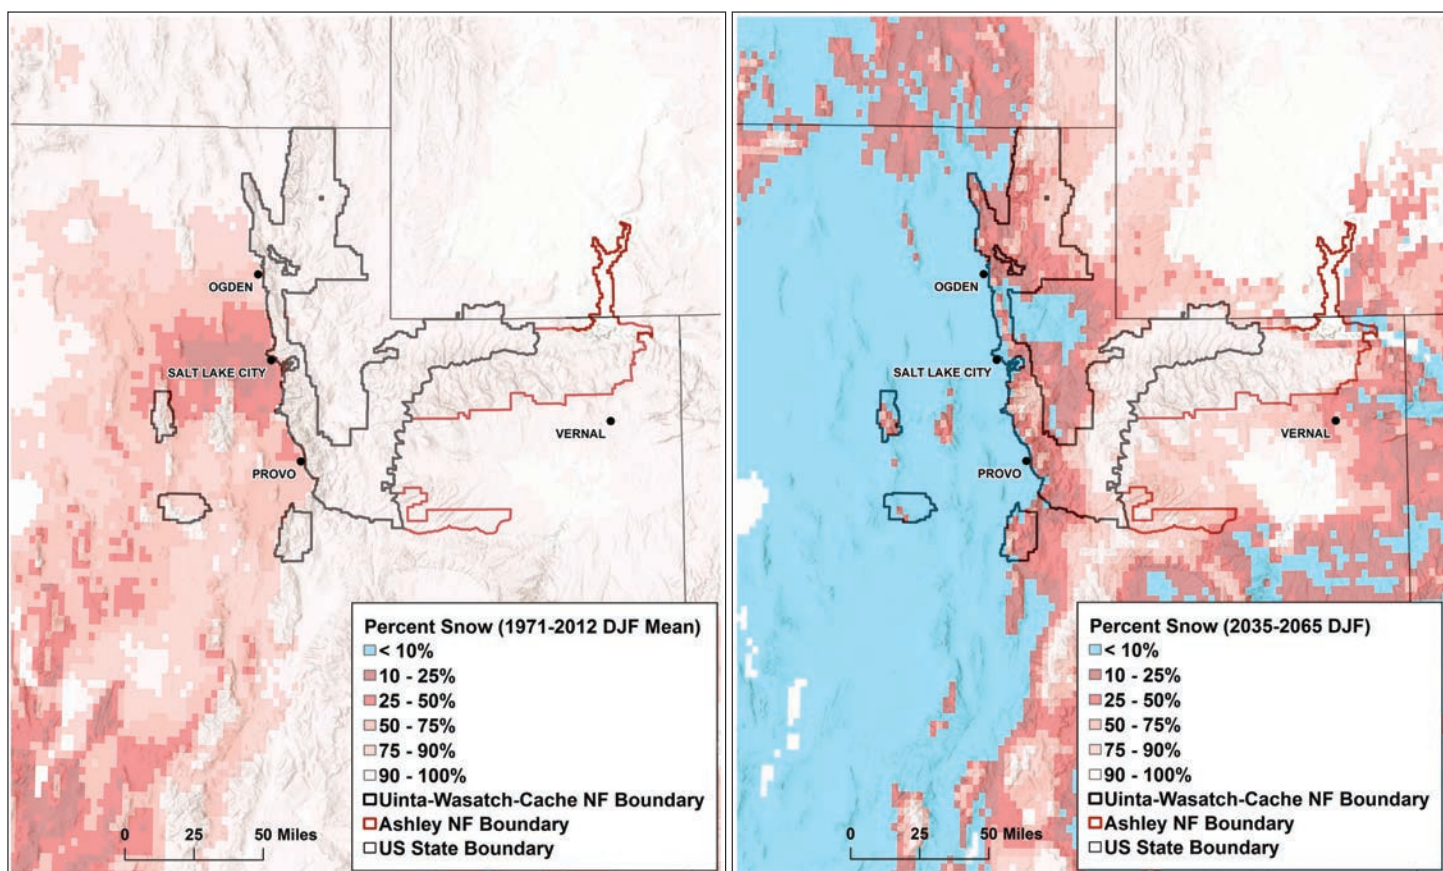 OGDEN
SALT LAKE CITY
VERNAL
PROVO
Percent Snow (1971-2012 DJF Mean)
< 10%
10 - 25%
25 - 50%
50 - 75%
75 - 90%
90 - 100%
Uinta-Wasatch-Cache NF Boundary
Ashley NF Boundary
US State Boundary
0 25 50 Miles
OGDEN
SALT LAKE CITY
VERNAL
PROVO
Percent Snow (2035-2065 DJF)
< 10%
10 - 25%
25 - 50%
50 - 75%
75 - 90%
90 - 100%
Uinta-Wasatch-Cache NF Boundary
Ashley NF Boundary
US State Boundary
0 25 50 Miles